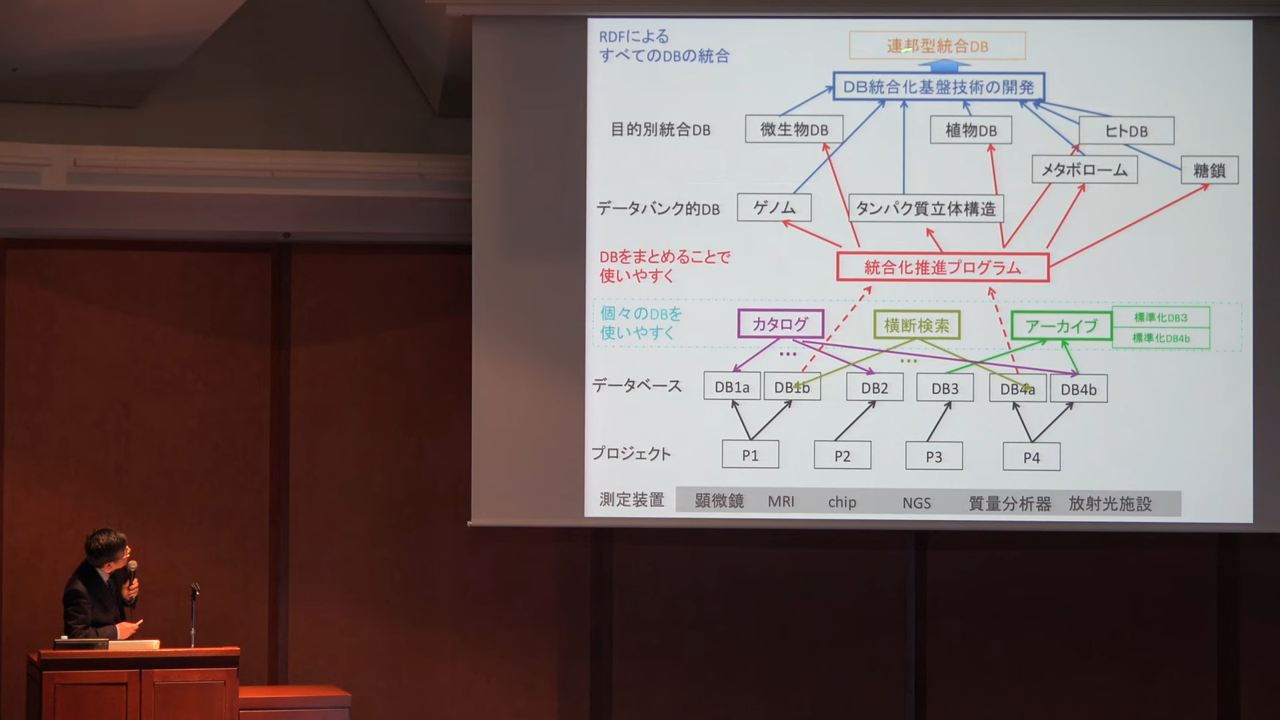 RDFによる
すべてのDBの統合
連邦型統合DB
DB統合化基盤技術の開発
目的別統合DB
微生物DB
植物DB
ヒトDB
メタボローム
糖鎖
データバンク的DB
ゲノム
タンパク質立体構造
DBをまとめることで
使いやすく
統合化推進プログラム
個々のDBを
使いやすく
カタログ
横断検索
アーカイブ
標準化DB3
標準化DB4b
…
…
データベース
DB1a
DB1b
DB2
DB3
DB4a
DB4b
プロジェクト
P1
P2
P3
P4
測定装置
顕微鏡
MRI
chip
NGS
質量分析器
放射光施設